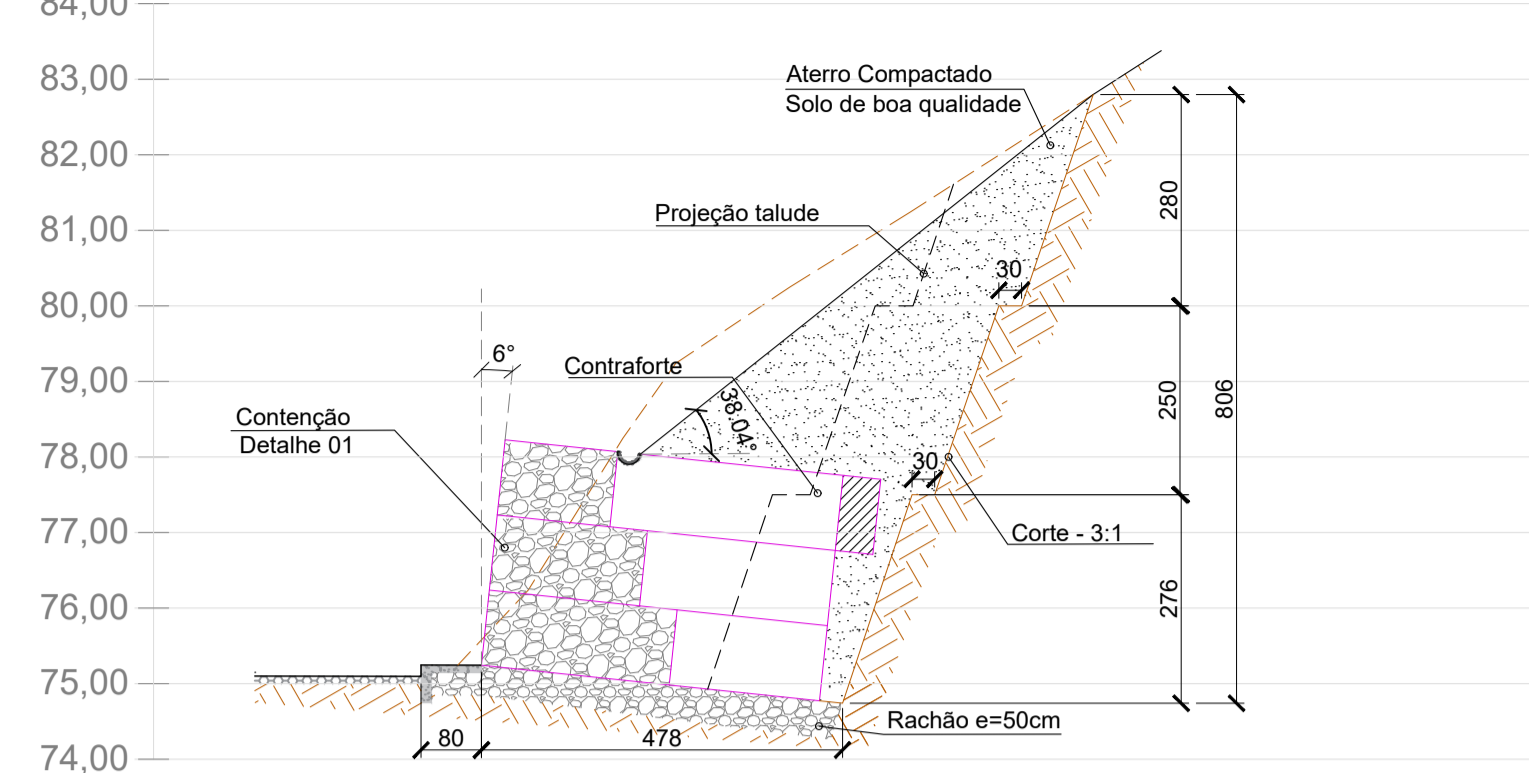 84,00
83,00
82,00
81,00
80,00
79,00
78,00
77,00
76,00
75,00
74,00
Aterro Compactado
Solo de boa qualidade
Projeção talude
Contraforte
6°
38.04°
Contenção
Detalhe 01
30
30
280
250
276
806
Corte - 3:1
Rachão e=50cm
80
478